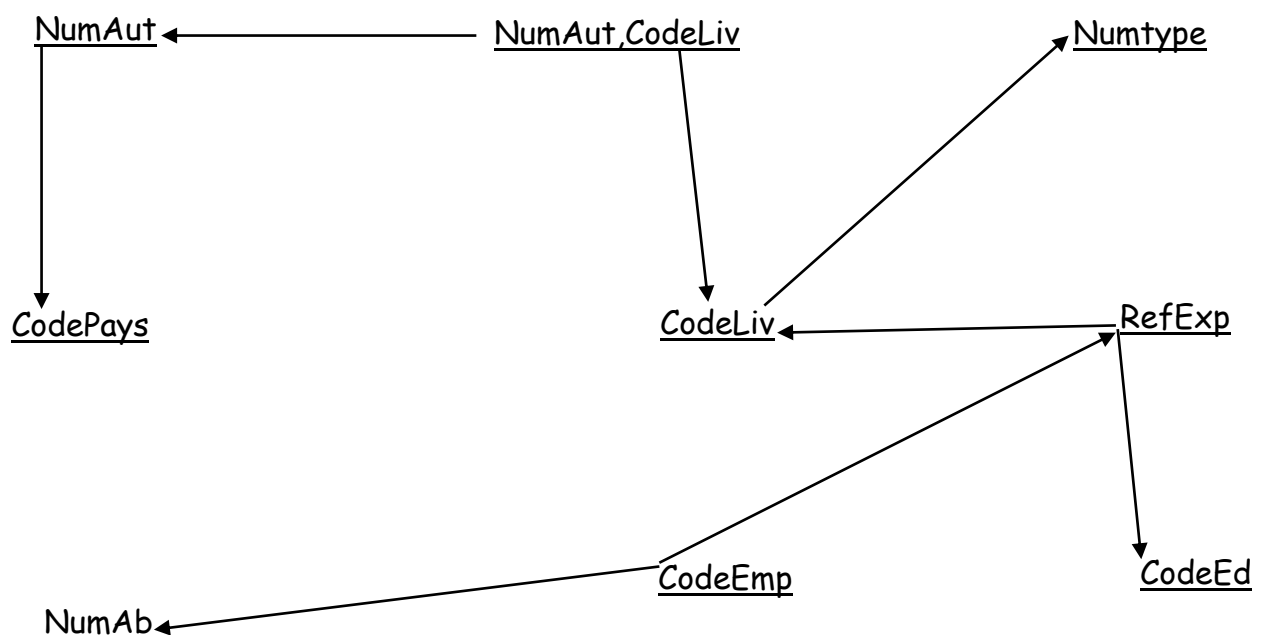 NumAut
NumAut,CodeLiv
Numtype
CodePays
CodeLiv
RefExp
CodeEmp
CodeEd
NumAb